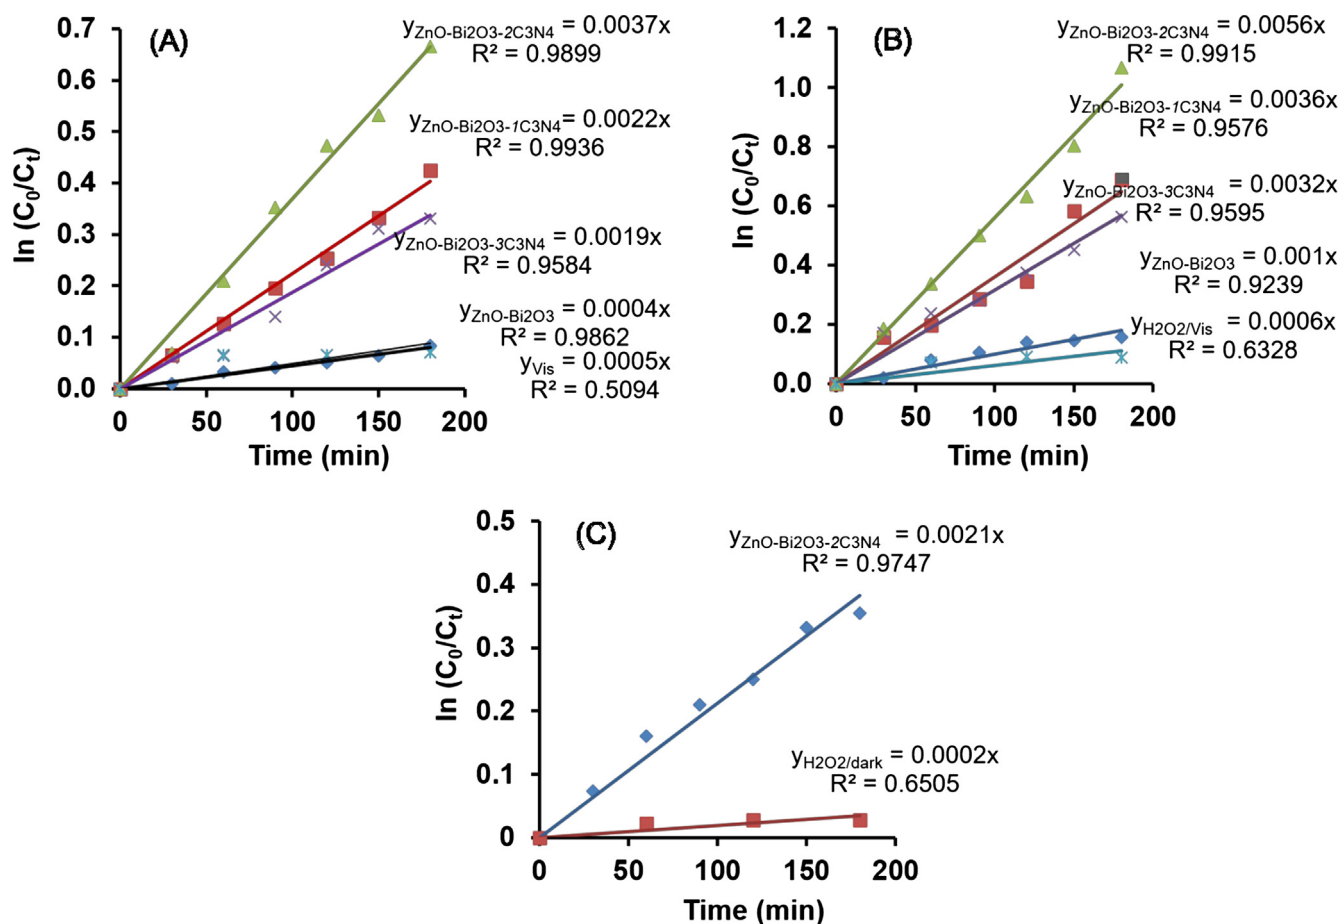 (A)
y_ZnO-Bi2O3-2C3N4 = 0.0037x
R² = 0.9899
y_ZnO-Bi2O3-1C3N4 = 0.0022x
R² = 0.9936
y_ZnO-Bi2O3-3C3N4 = 0.0019x
R² = 0.9584
y_ZnO-Bi2O3 = 0.0004x
R² = 0.9862
y_Vis = 0.0005x
R² = 0.5094
ln (C₀/Cₜ)
0.7
0.6
0.5
0.4
0.3
0.2
0.1
0.0
0 50 100 150 200
Time (min)
(B)
y_ZnO-Bi2O3-2C3N4 = 0.0056x
R² = 0.9915
y_ZnO-Bi2O3-1C3N4 = 0.0036x
R² = 0.9576
y_ZnO-Bi2O3-3C3N4 = 0.0032x
R² = 0.9595
y_ZnO-Bi2O3 = 0.001x
R² = 0.9239
y_H2O2/Vis = 0.0006x
R² = 0.6328
ln (C₀/Cₜ)
1.2
1.0
0.8
0.6
0.4
0.2
0.0
0 50 100 150 200
Time (min)
(C)
y_ZnO-Bi2O3-2C3N4 = 0.0021x
R² = 0.9747
y_H2O2/dark = 0.0002x
R² = 0.6505
ln (C₀/Cₜ)
0.5
0.4
0.3
0.2
0.1
0
0 50 100 150 200
Time (min)